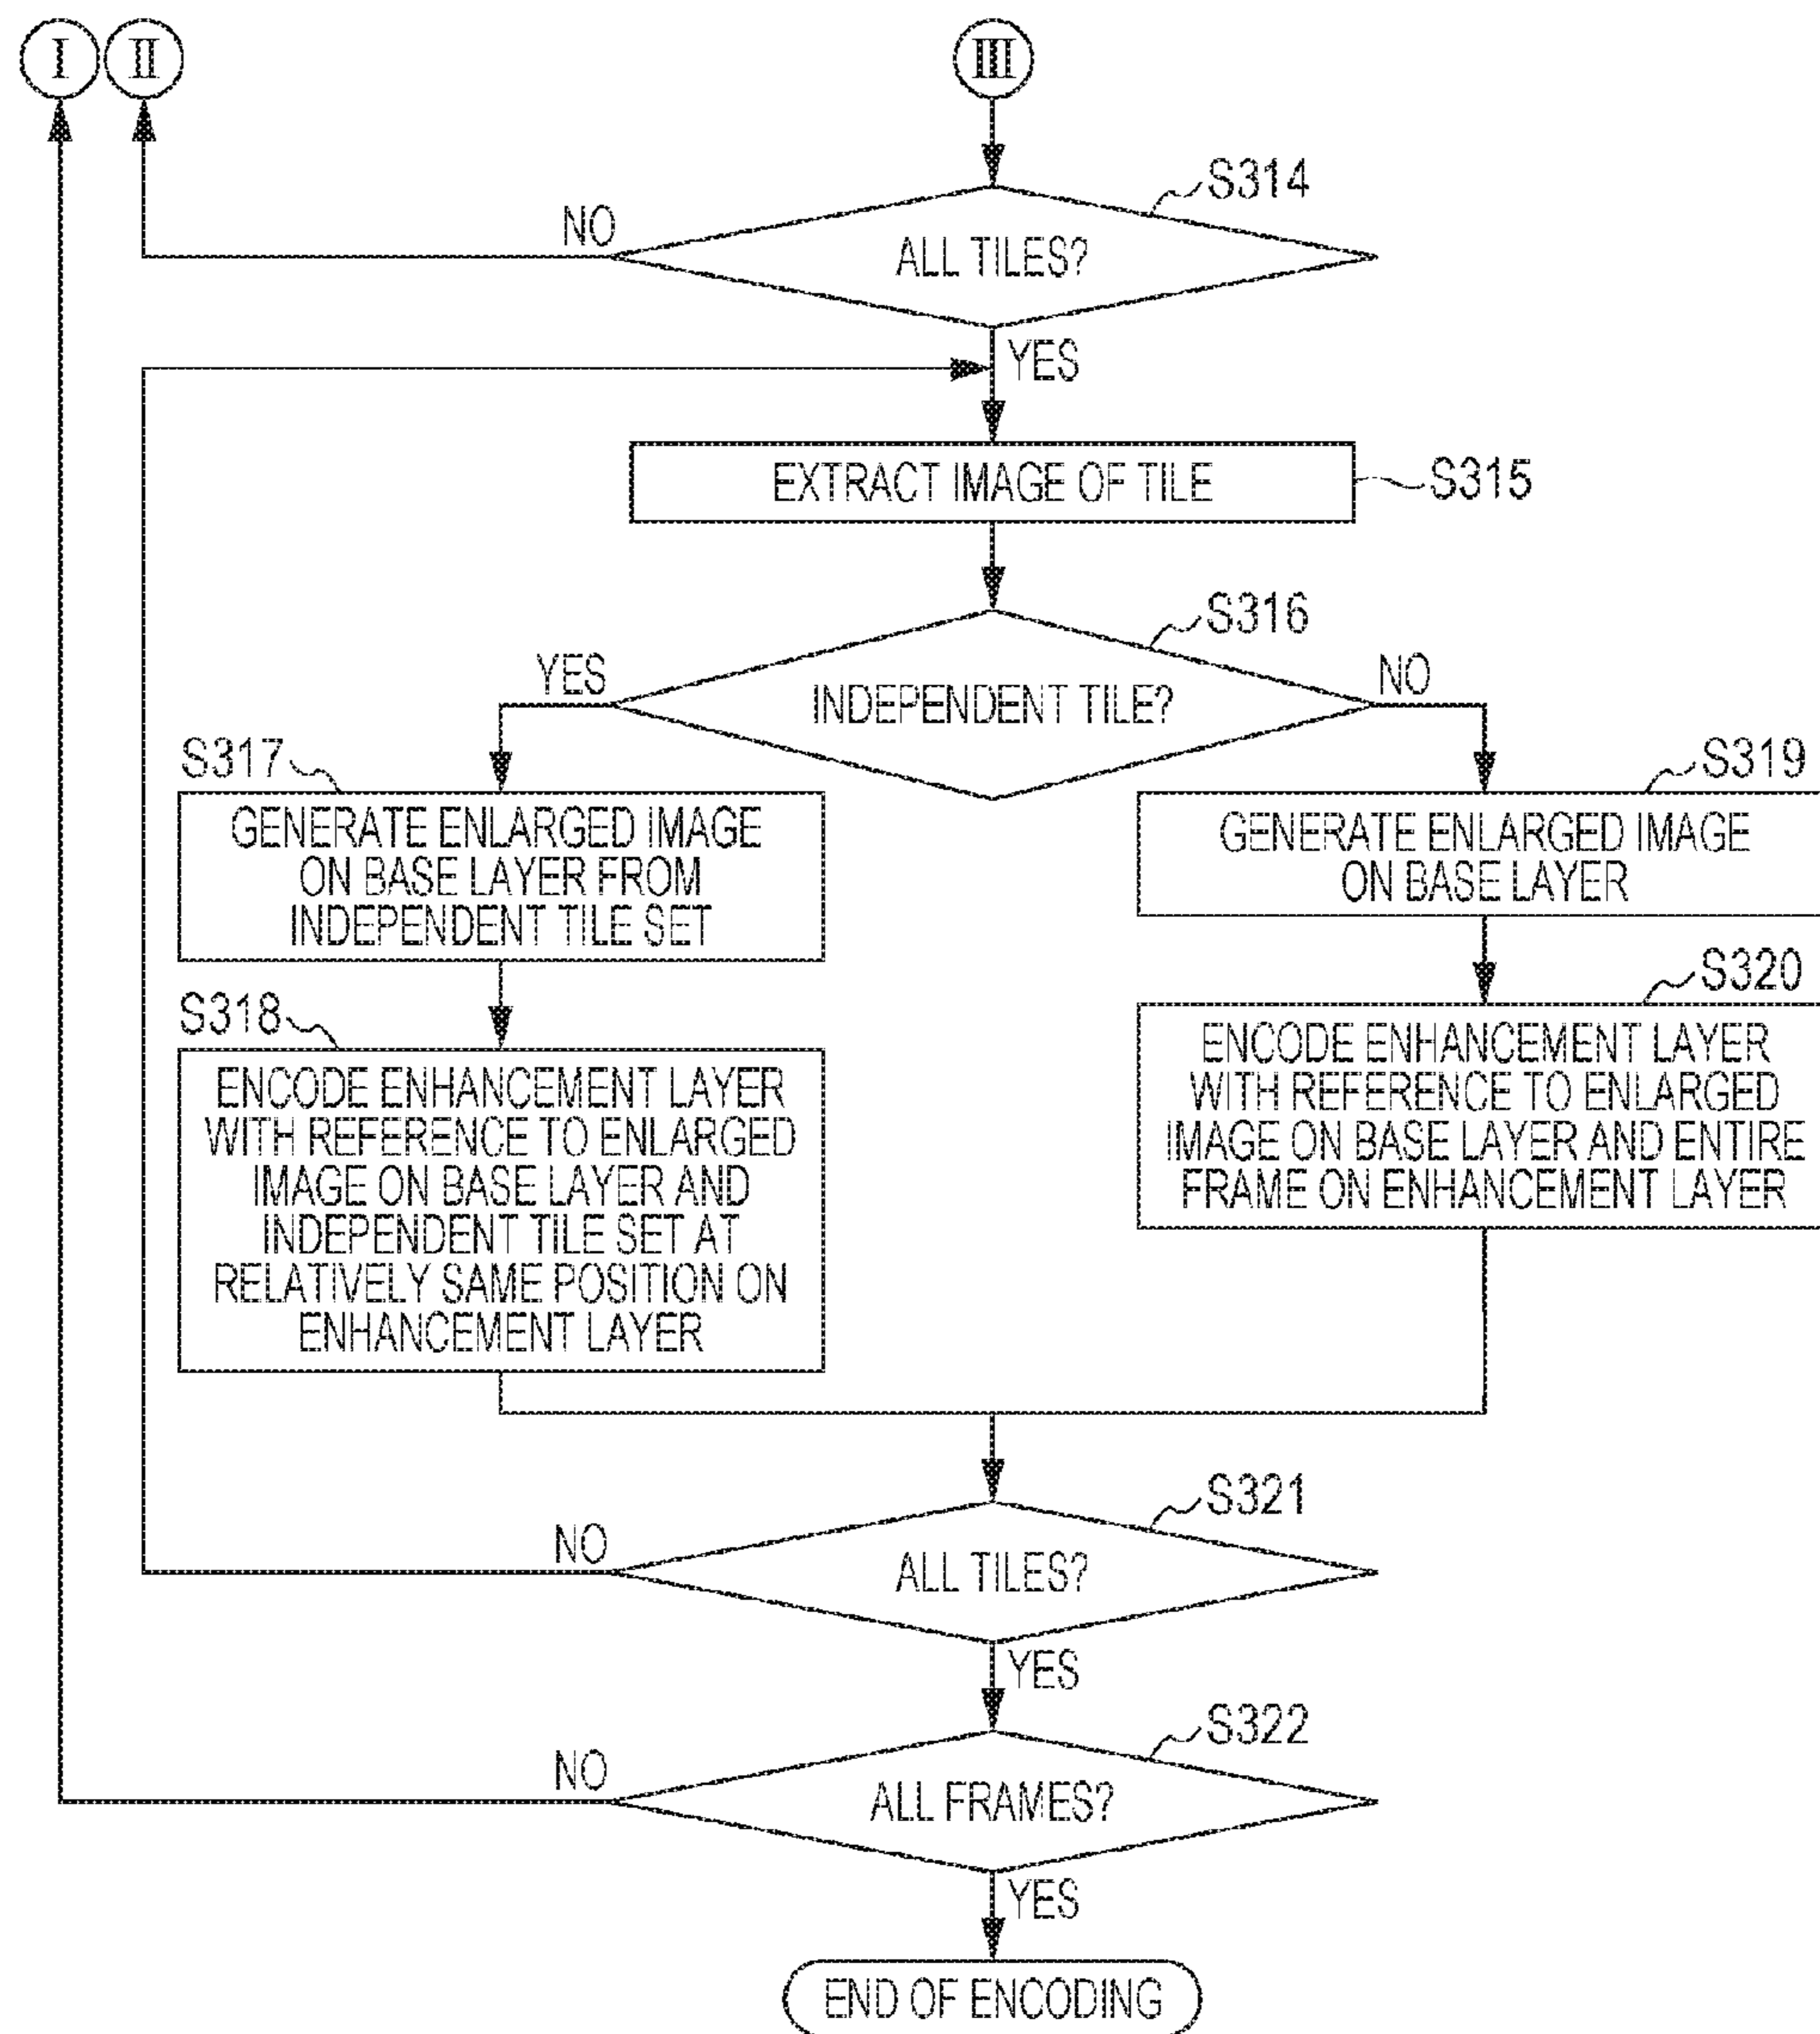 I
II
III
S314
NO
ALL TILES?
YES
EXTRACT IMAGE OF TILE
S315
S316
YES
INDEPENDENT TILE?
NO
S317
GENERATE ENLARGED IMAGE
ON BASE LAYER FROM
INDEPENDENT TILE SET
S319
GENERATE ENLARGED IMAGE
ON BASE LAYER
S318
ENCODE ENHANCEMENT LAYER
WITH REFERENCE TO ENLARGED
IMAGE ON BASE LAYER AND
INDEPENDENT TILE SET AT
RELATIVELY SAME POSITION ON
ENHANCEMENT LAYER
S320
ENCODE ENHANCEMENT LAYER
WITH REFERENCE TO ENLARGED
IMAGE ON BASE LAYER AND ENTIRE
FRAME ON ENHANCEMENT LAYER
S321
NO
ALL TILES?
YES
S322
NO
ALL FRAMES?
YES
END OF ENCODING